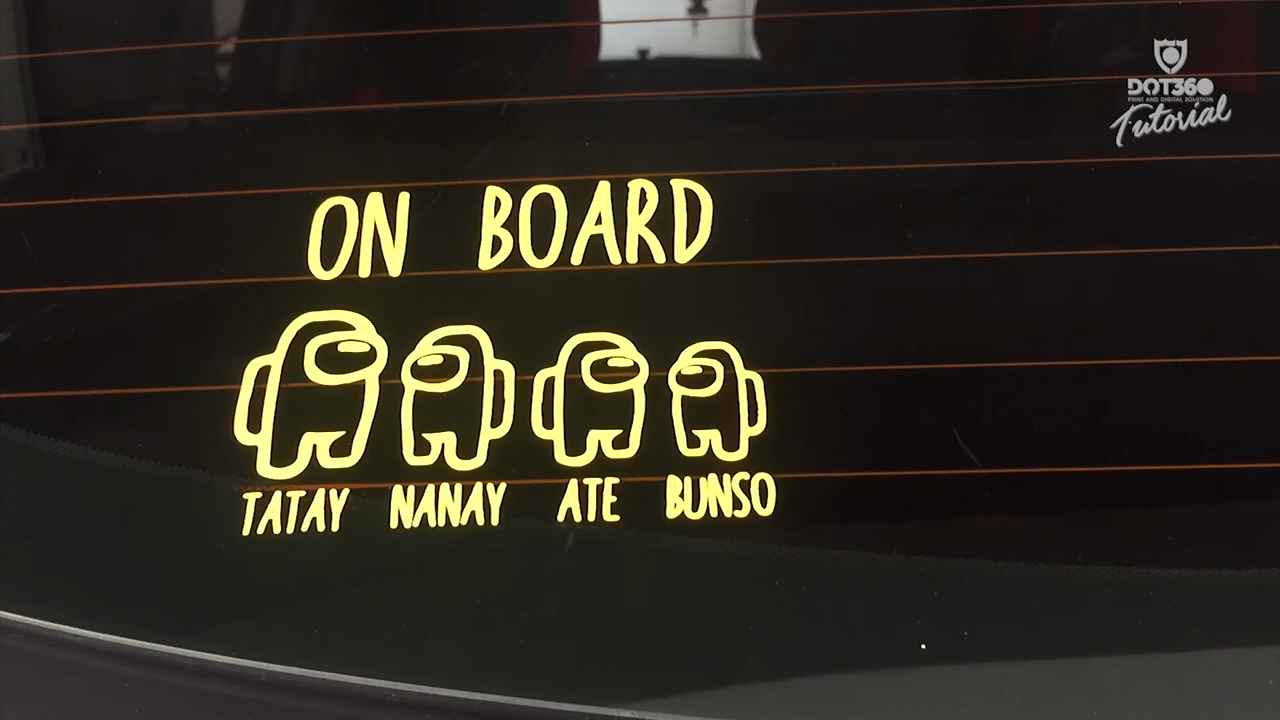 DOT360
PRINT AND DIGITAL SOLUTION
Tutorial
ON BOARD
TATAY NANAY ATE BUNSO